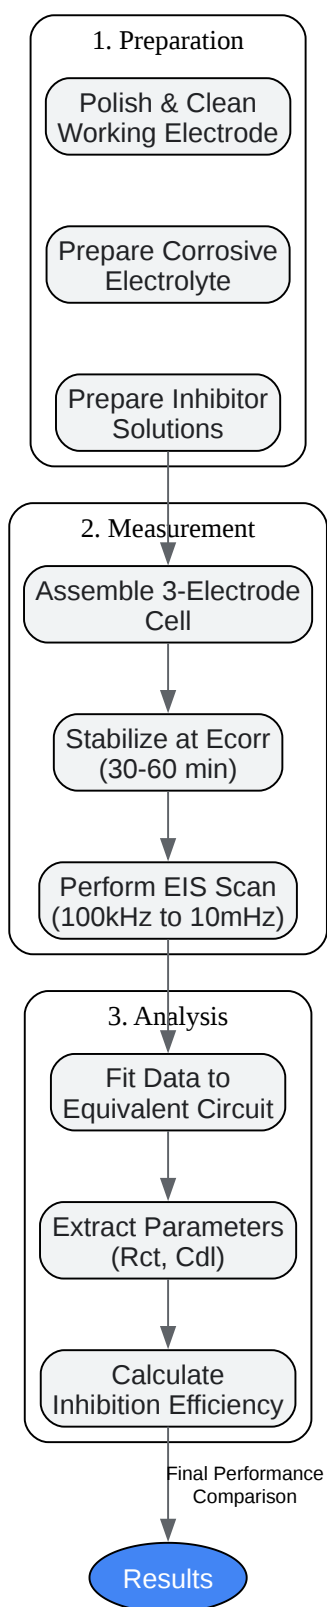 1. Preparation
Polish & Clean
Working Electrode
Prepare Corrosive
Electrolyte
Prepare Inhibitor
Solutions
2. Measurement
Assemble 3-Electrode
Cell
Stabilize at Ecorr
(30-60 min)
Perform EIS Scan
(100kHz to 10mHz)
3. Analysis
Fit Data to
Equivalent Circuit
Extract Parameters
(Rct, Cdl)
Calculate
Inhibition Efficiency
Final Performance
Comparison
Results